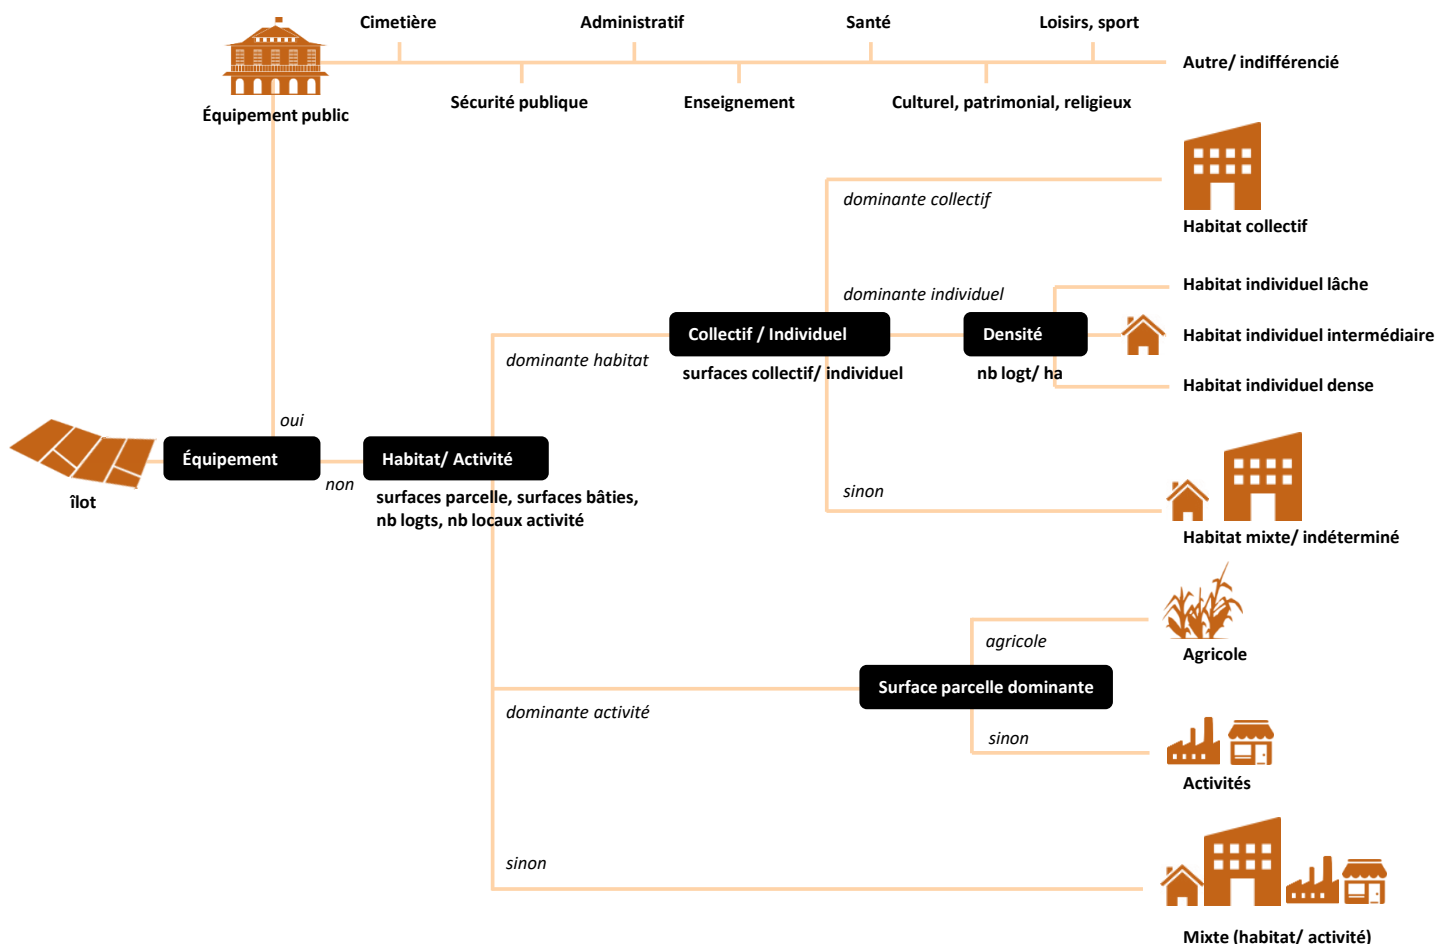 Cimetière
Administratif
Santé
Loisirs, sport
Autre/ indifférencié
Sécurité publique
Enseignement
Culturel, patrimonial, religieux
Équipement public
dominante collectif
Habitat collectif
dominante individuel
Habitat individuel lâche
Collectif / Individuel
Densité
Habitat individuel intermédiaire
dominante habitat
surfaces collectif/ individuel
nb logt/ ha
Habitat individuel dense
oui
Équipement
Habitat/ Activité
non
îlot
surfaces parcelle, surfaces bâties,
nb logts, nb locaux activité
sinon
Habitat mixte/ indéterminé
agricole
Agricole
Surface parcelle dominante
dominante activité
sinon
Activités
sinon
Mixte (habitat/ activité)